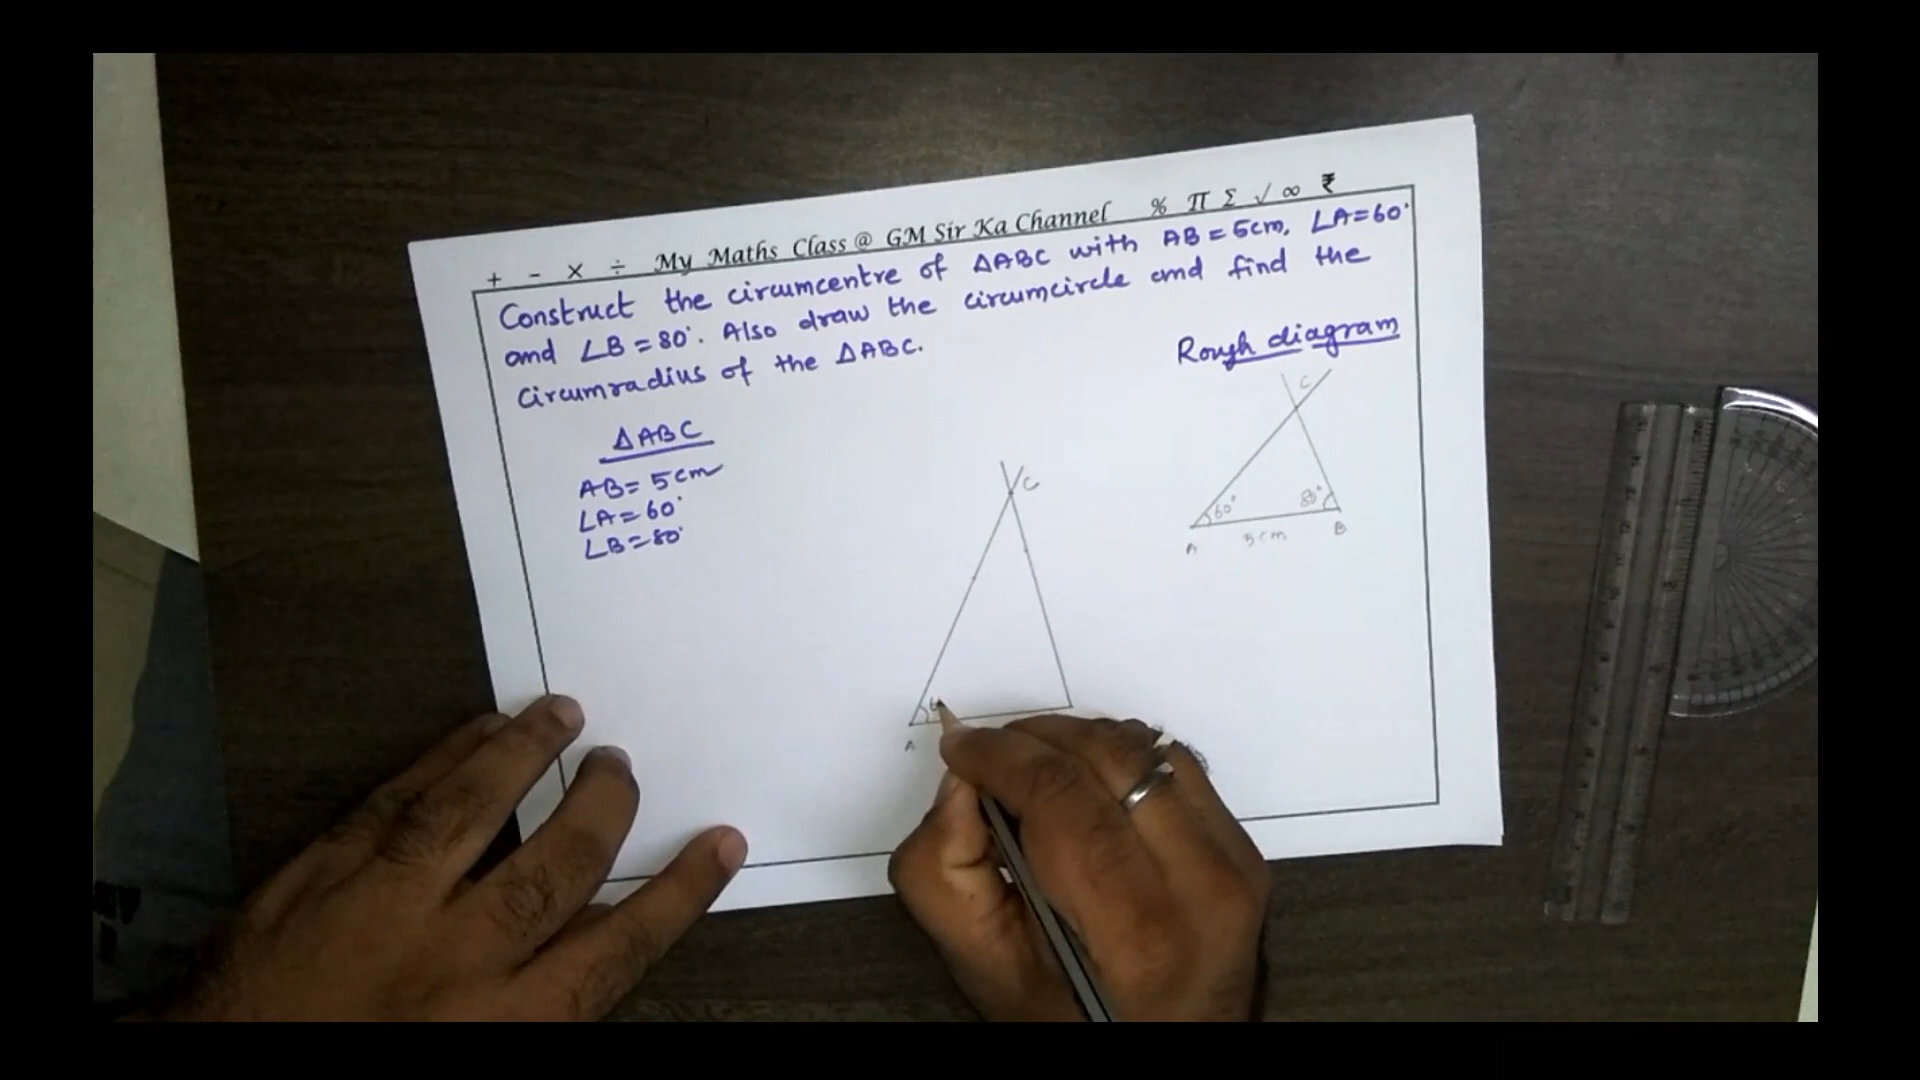 + - × ÷ My Maths Class @ GM Sir Ka Channel % Π Σ √ ∞ ₹
Construct the circumcentre of ΔABC with AB = 5cm, ∠A=60°
and ∠B=80°. Also draw the circumcircle and find the
Circumradius of the ΔABC.
Rough diagram
ΔABC
AB= 5cm
∠A=60°
∠B=80°
C
60°
80°
A
5cm
B
C
A